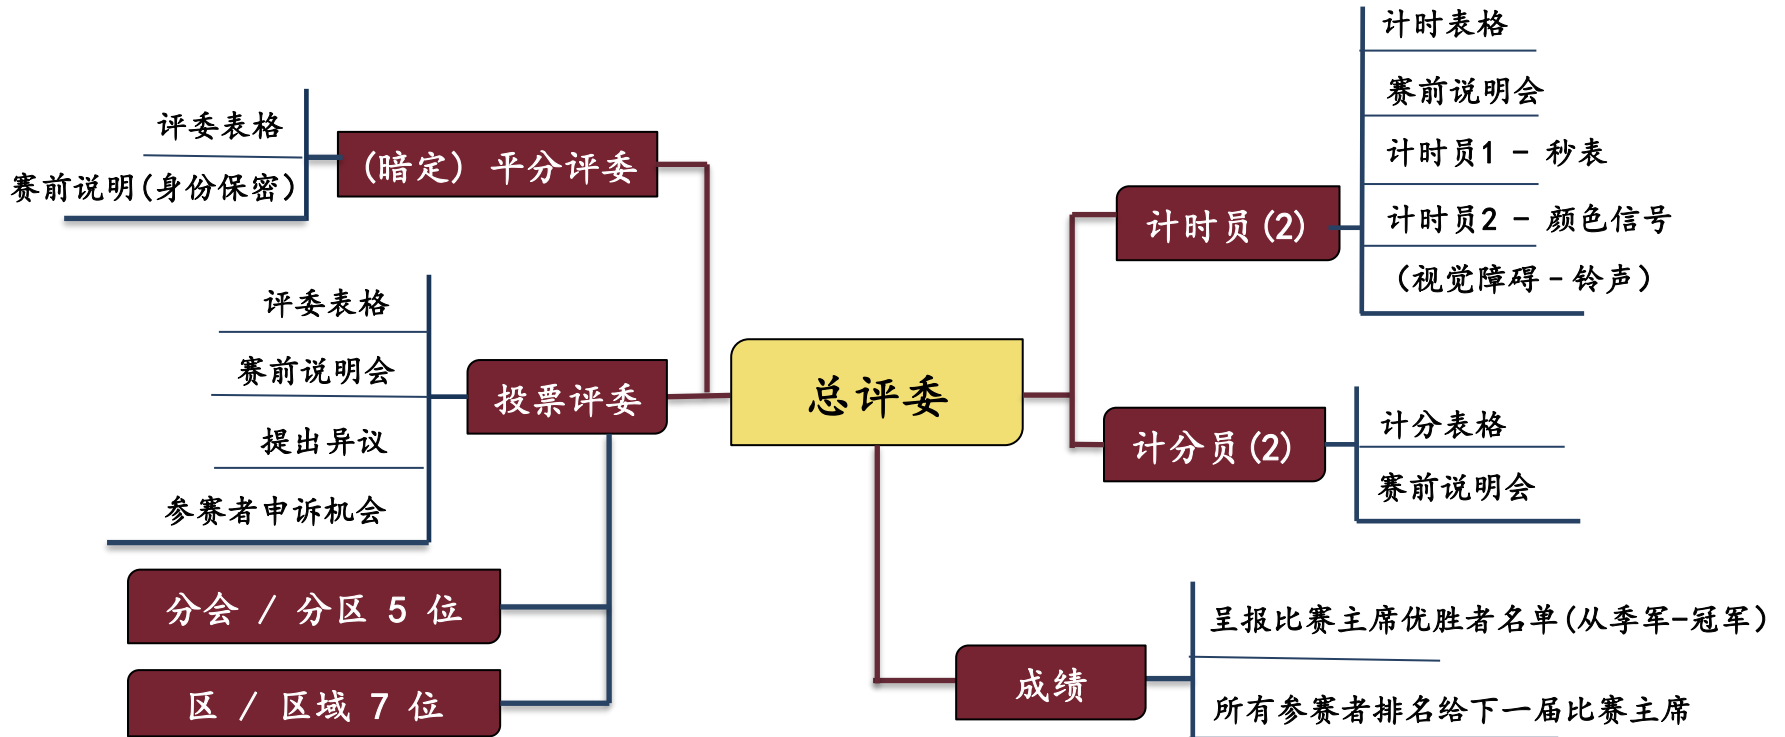 总评委
(暗定) 平分评委
评委表格
赛前说明(身份保密)
投票评委
评委表格
赛前说明会
提出异议
参赛者申诉机会
分会 / 分区 5 位
区 / 区域 7 位
计时员(2)
计时表格
赛前说明会
计时员1 - 秒表
计时员2 - 颜色信号
(视觉障碍-铃声)
计分员(2)
计分表格
赛前说明会
成绩
呈报比赛主席优胜者名单(从季军-冠军)
所有参赛者排名给下一届比赛主席